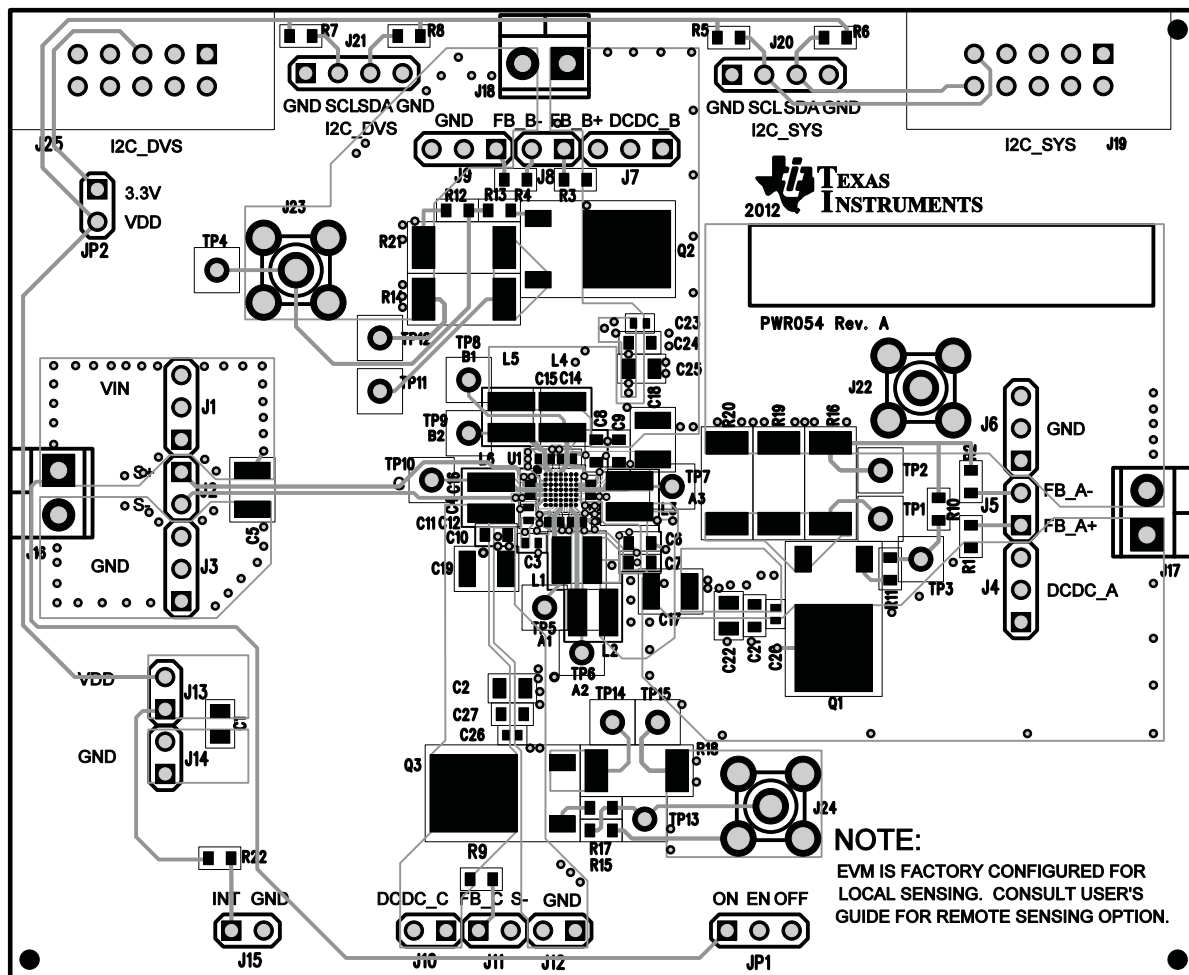 R7
R8
R5
R6
J21
J20
J18
GND SCL SDA GND
I2C_DVS
GND SCL SDA GND
I2C_SYS
J25
I2C_DVS
GND
FB_B-
FB_B+
DCDC_B
I2C_SYS
J19
J9
J8
J7
3.3V
VDD
JP2
R12
R13
R4
R3
TEXAS
INSTRUMENTS
2012
J23
TP4
Q2
R14
PWR054 Rev. A
C23
C24
C25
TP12
TP8
B1
L5
L4
TP11
C15
C14
J22
VIN
J1
TP9
B2
C8
C9
C18
R20
R19
R16
J6
GND
S+
J2
S-
TP10
L6
U1
TP7
A3
TP2
FB_A-
J5
FB_A+
R10
TP1
C5
C11
C12
C10
C6
C7
J16
GND
J3
C19
C3
L1
TP3
R11
R1
J17
J4
DCDC_A
TP5
A1
C17
L2
TP6
A2
C22
C21
Q1
VDD
J13
C2
C27
C26
TP14
TP15
GND
J14
Q3
R18
J24
TP13
R17
R15
R9
R22
NOTE:
EVM IS FACTORY CONFIGURED FOR
LOCAL SENSING. CONSULT USER'S
GUIDE FOR REMOTE SENSING OPTION.
INT GND
J15
DCDC_C
FB_C
S-
GND
J10
J11
J12
ON EN OFF
JP1